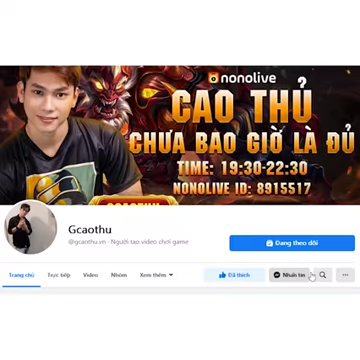 nonolive
CAO THỦ
CHƯA BAO GIỜ LÀ ĐỦ
TIME: 19:30-22:30
NONOLIVE ID: 8915517
GCAOTHU
Gcaothu
@gcaothu.vn · Người tạo video chơi game
Đang theo dõi
Trang chủ Trực tiếp Video Nhóm Xem thêm Đã thích Nhắn tin